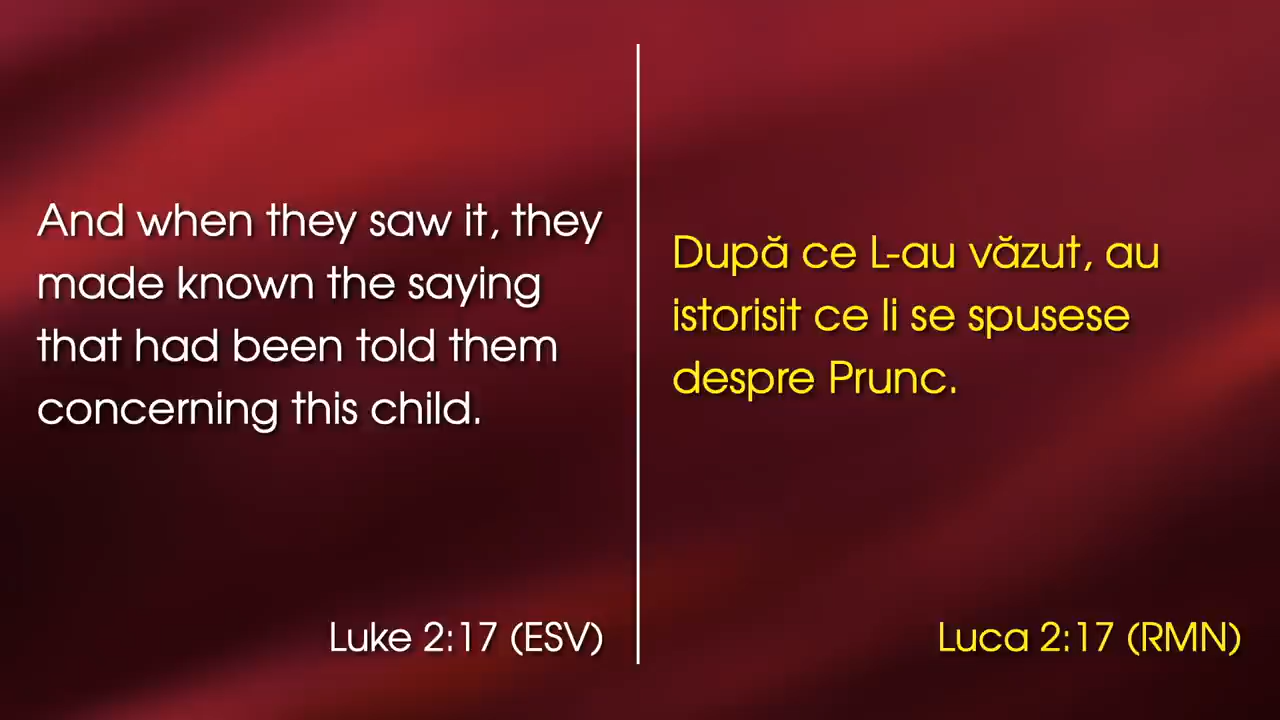 And when they saw it, they
made known the saying
that had been told them
concerning this child.
Luke 2:17 (ESV)
După ce L-au văzut, au
istorisit ce li se spusese
despre Prunc.
Luca 2:17 (RMN)